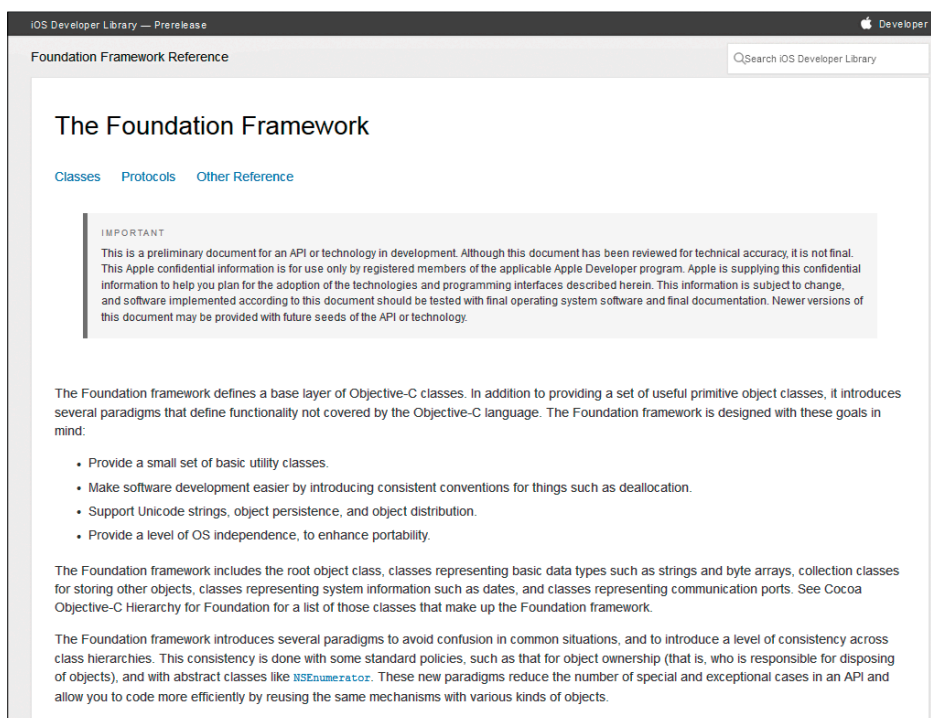 iOS Developer Library — Prerelease
Developer
Foundation Framework Reference
Search iOS Developer Library
The Foundation Framework
Classes Protocols Other Reference
IMPORTANT
This is a preliminary document for an API or technology in development. Although this document has been reviewed for technical accuracy, it is not final.
This Apple confidential information is for use only by registered members of the applicable Apple Developer program. Apple is supplying this confidential
information to help you plan for the adoption of the technologies and programming interfaces described herein. This information is subject to change,
and software implemented according to this document should be tested with final operating system software and final documentation. Newer versions of
this document may be provided with future seeds of the API or technology.
The Foundation framework defines a base layer of Objective-C classes. In addition to providing a set of useful primitive object classes, it introduces
several paradigms that define functionality not covered by the Objective-C language. The Foundation framework is designed with these goals in
mind:
• Provide a small set of basic utility classes.
• Make software development easier by introducing consistent conventions for things such as deallocation.
• Support Unicode strings, object persistence, and object distribution.
• Provide a level of OS independence, to enhance portability.
The Foundation framework includes the root object class, classes representing basic data types such as strings and byte arrays, collection classes
for storing other objects, classes representing system information such as dates, and classes representing communication ports. See Cocoa
Objective-C Hierarchy for Foundation for a list of those classes that make up the Foundation framework.
The Foundation framework introduces several paradigms to avoid confusion in common situations, and to introduce a level of consistency across
class hierarchies. This consistency is done with some standard policies, such as that for object ownership (that is, who is responsible for disposing
of objects), and with abstract classes like NSEnumerator. These new paradigms reduce the number of special and exceptional cases in an API and
allow you to code more efficiently by reusing the same mechanisms with various kinds of objects.